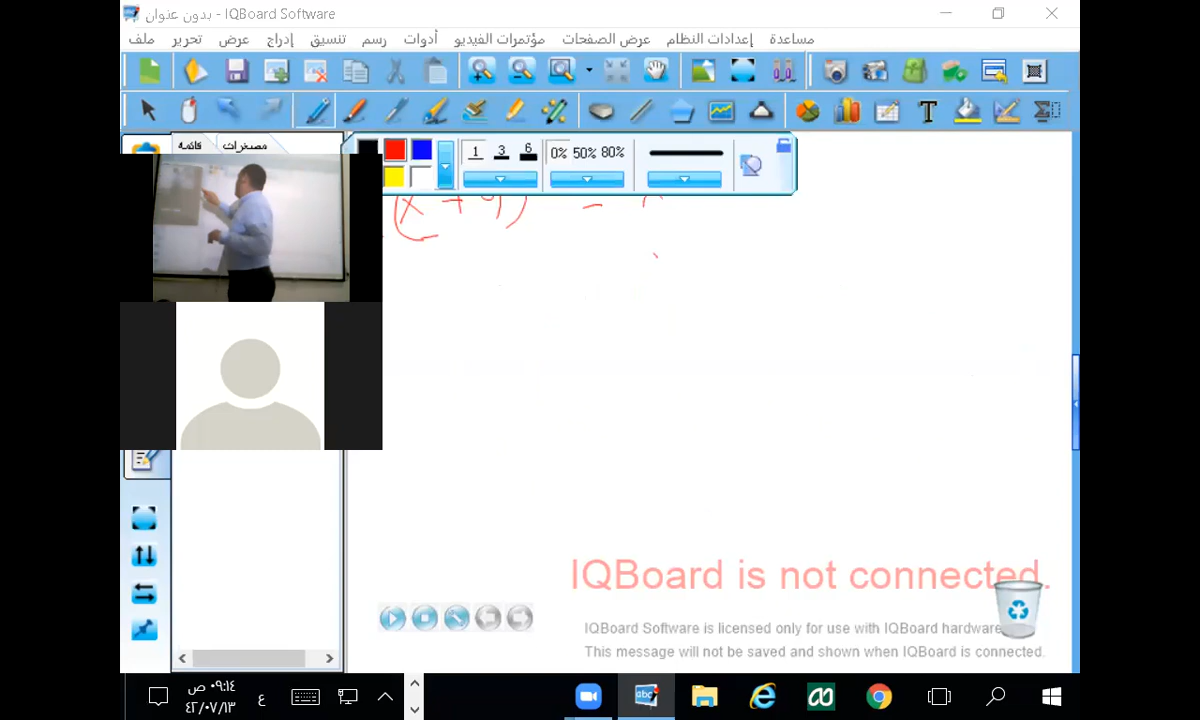 بدون عنوان - IQBoard Software
ملف تحرير عرض إدراج تنسيق رسم أدوات مؤتمرات الفيديو عرض الصفحات إعدادات النظام مساعدة
قائمة مصغرات
1 3 6 0% 50% 80%
IQBoard is not connected.
IQBoard Software is licensed only for use with IQBoard hardware
This message will not be saved and shown when IQBoard is connected.
٠٩:١٤ ص
ع
٤٢/٠٧/١٣